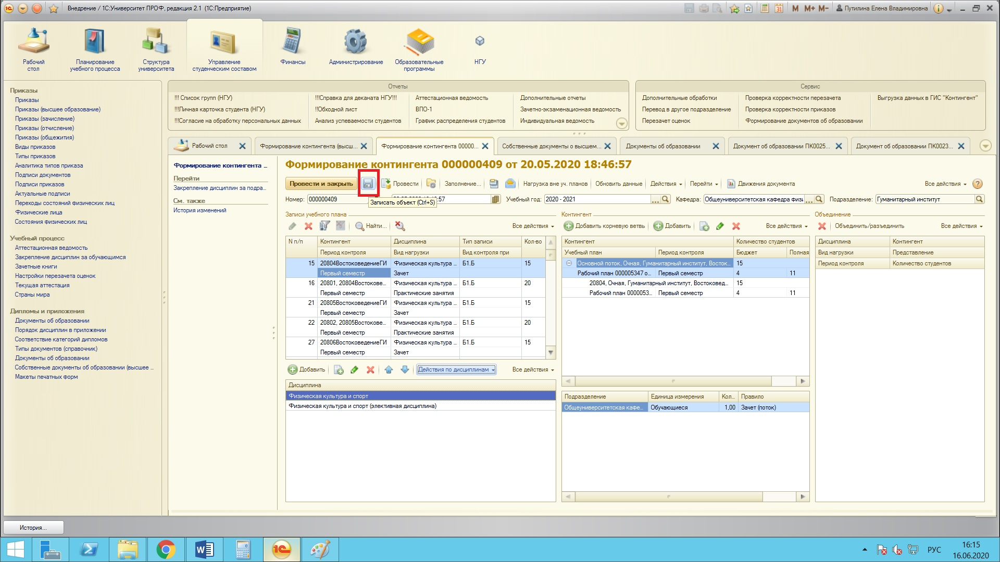 Внедрение / 1С:Университет ПРОФ, редакция 2.1 (1С:Предприятие)
M M+ M- Путилина Елена Владимировна
Рабочий стол
Планирование учебного процесса
Структура университета
Управление студенческим составом
Финансы
Администрирование
Образовательные программы
НГУ
Приказы
Приказы
Приказы (высшее образование)
Приказы (зачисление)
Приказы (отчисление)
Приказы (общежития)
Виды приказов
Типы приказов
Аналитика типов приказа
Подписи документов
Подписи приказов
Актуальные подписи
Переходы состояний физических лиц
Физические лица
Состояния физических лиц
Учебный процесс
Аттестационная ведомость
Закрепление дисциплин за обучающимся
Зачетные книги
Настройки перезачета оценок
Текущая аттестация
Страны мира
Дипломы и приложения
Документы об образовании
Порядок дисциплин в приложении
Соответствие категорий дипломов
Типы документов (справочник)
Документы об образовании
Собственные документы об образовании (высшее ...
Макеты печатных форм
Отчеты
!!! Список групп (НГУ) !!!Справка для деканата НГУ!!! Аттестационная ведомость Дополнительные отчеты
!!!Личная карточка студента (НГУ) !!Обходной лист ВПО-1 Зачетно-экзаменационная ведомость
!!!Согласие на обработку персональных данных Анализ успеваемости студентов График распределения студентов Индивидуальная ведомость
Сервис
Дополнительные обработки Проверка корректности перезачета Выгрузка данных в ГИС "Контингент"
Перевод в другое подразделение Проверка корректности приказов
Перезачет оценок Формирование документов об образовании
Рабочий стол Формирование контингента (высш... Формирование контингента 00000... Собственные документы о высшем... Документы об образовании Документ об образовании ПК0025... Документ об образовании ПК0023...
Формирование контингента ...
Перейти
Закрепление дисциплин за подра...
См. также
История изменений
Формирование контингента 000000409 от 20.05.2020 18:46:57
Провести и закрыть Провести Заполнение... Нагрузка вне уч. планов Обновить данные Действия Перейти Движения документа Все действия
Номер: 000000409 57 Учебный год: 2020 - 2021 ... Кафедра: Общеуниверситетская кафедра физи ... Подразделение: Гуманитарный институт
Записать объект (Ctrl+S)
Записи учебного плана
Найти... Все действия
N п/п Контингент Дисциплина Тип записи Кол-во
Период контроля Вид нагрузки Вид контроля при
15 20804ВостоковедениеГИ Физическая культура ... Б1.Б 15
Первый семестр Зачет
16 20801, 20804Востокове... Физическая культура ... Б1.Б 20
Первый семестр Практические занятия
21 20805ВостоковедениеГИ Физическая культура ... Б1.Б 15
Первый семестр Зачет
22 20802, 20805Востокове... Физическая культура ... Б1.Б 20
Первый семестр Практические занятия
27 20806ВостоковедениеГИ Физическая культура ... Б1.Б 15
Первый семестр Зачет
Добавить Действия по дисциплинам Все действия
Дисциплина
Физическая культура и спорт
Физическая культура и спорт (элективная дисциплина)
Контингент
Добавить корневую ветвь Добавить Все действия
Контингент Количество студентов
Учебный план Период контроля Бюджет Полная
Основной поток, Очная, Гуманитарный институт, Восток... 15
Рабочий план 000005347 о... Первый семестр 4 11
20804, Очная, Гуманитарный институт, Востоковед... 15
Рабочий план 0000053... Первый семестр 4 11
Подразделение Единица измерения Кол... Правило
Общеуниверситетская кафе... Обучающиеся 1,00 Зачет (поток)
Объединение
Объединить/разъединить Все действия
Дисциплина Контингент
Вид нагрузки Представление
Период контроля Количество студентов
История...
РУС
16:15
16.06.2020